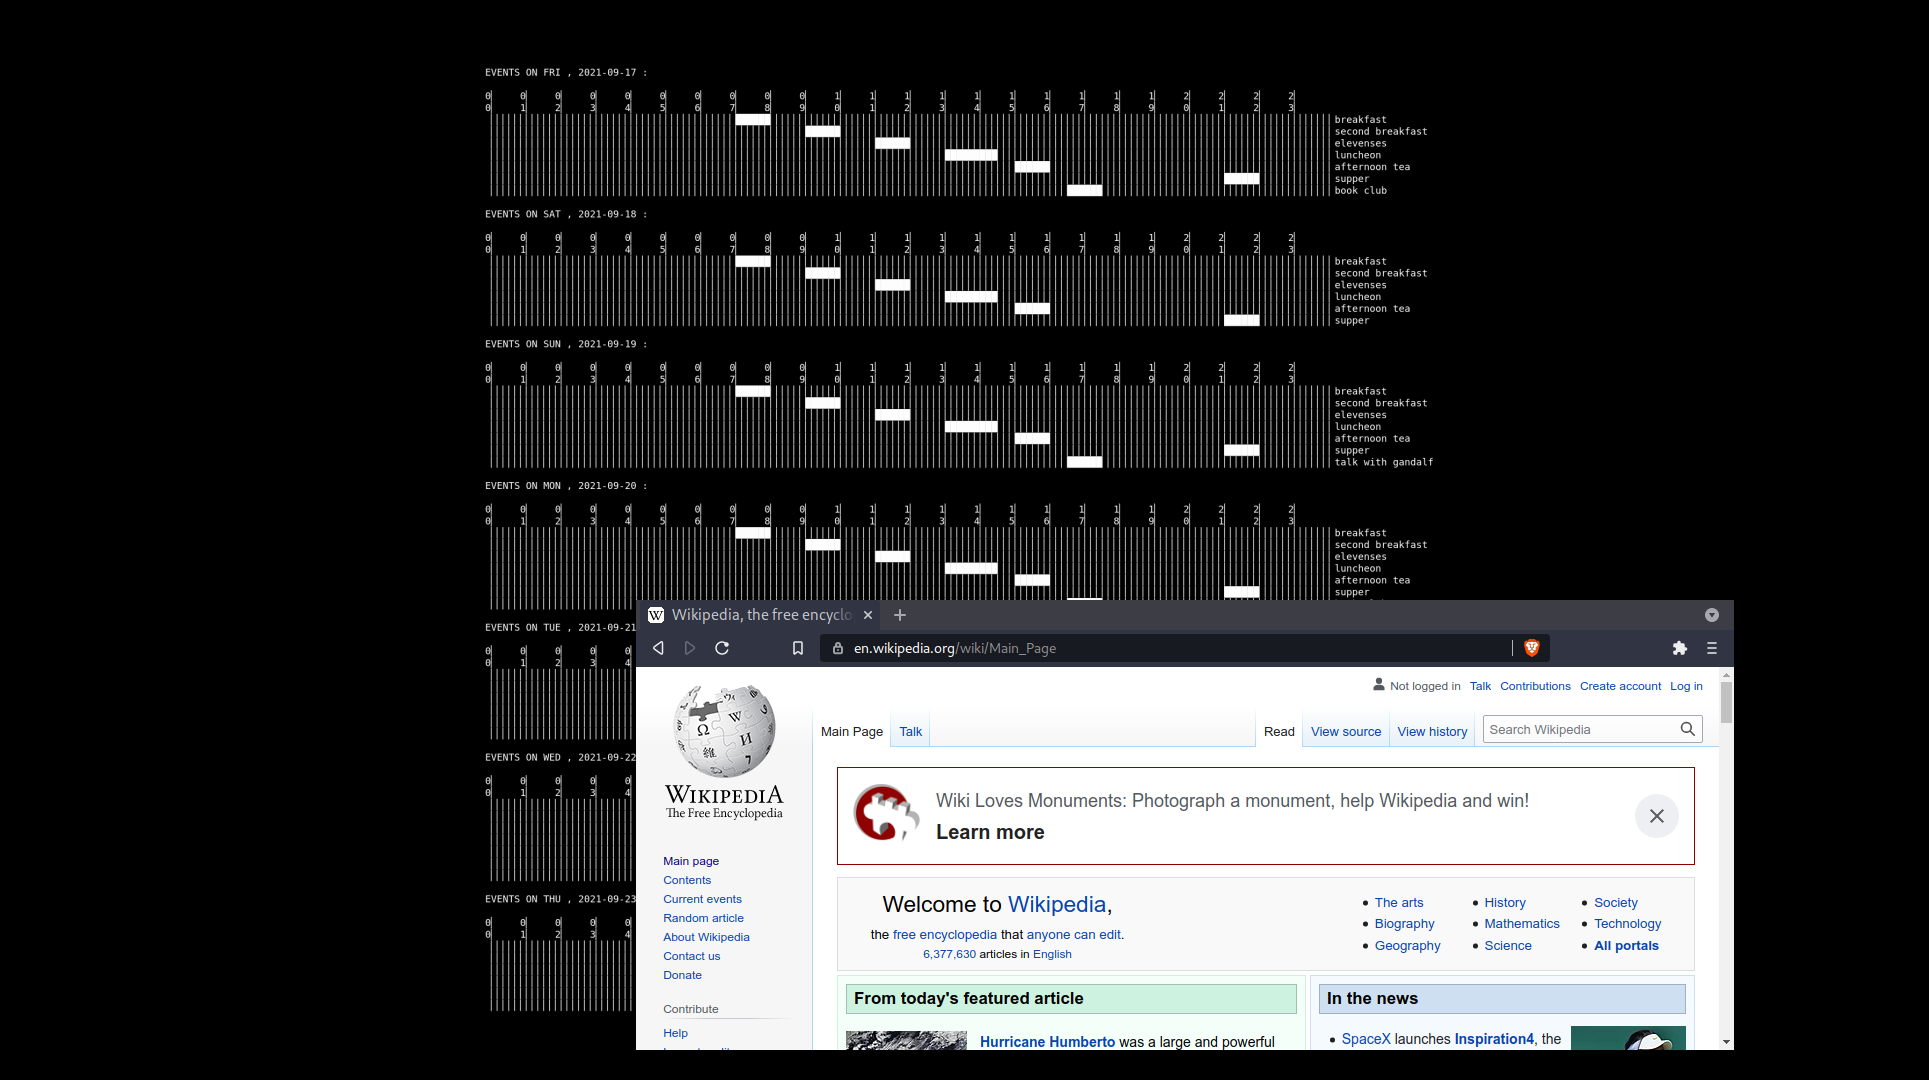 EVENTS ON FRI , 2021-09-17 :
0 0 0 0 0 0 0 0 0 0 1 1 1 1 1 1 1 1 1 1 2 2 2 2
0 1 2 3 4 5 6 7 8 9 0 1 2 3 4 5 6 7 8 9 0 1 2 3
breakfast
second breakfast
elevenses
luncheon
afternoon tea
supper
book club
EVENTS ON SAT , 2021-09-18 :
0 0 0 0 0 0 0 0 0 0 1 1 1 1 1 1 1 1 1 1 2 2 2 2
0 1 2 3 4 5 6 7 8 9 0 1 2 3 4 5 6 7 8 9 0 1 2 3
breakfast
second breakfast
elevenses
luncheon
afternoon tea
supper
EVENTS ON SUN , 2021-09-19 :
0 0 0 0 0 0 0 0 0 0 1 1 1 1 1 1 1 1 1 1 2 2 2 2
0 1 2 3 4 5 6 7 8 9 0 1 2 3 4 5 6 7 8 9 0 1 2 3
breakfast
second breakfast
elevenses
luncheon
afternoon tea
supper
talk with gandalf
EVENTS ON MON , 2021-09-20 :
0 0 0 0 0 0 0 0 0 0 1 1 1 1 1 1 1 1 1 1 2 2 2 2
0 1 2 3 4 5 6 7 8 9 0 1 2 3 4 5 6 7 8 9 0 1 2 3
breakfast
second breakfast
elevenses
luncheon
afternoon tea
supper
EVENTS ON TUE , 2021-09-21
0 0 0 0 0
0 1 2 3 4
EVENTS ON WED , 2021-09-22
0 0 0 0 0
0 1 2 3 4
EVENTS ON THU , 2021-09-23
0 0 0 0 0
0 1 2 3 4
W Wikipedia, the free encyclo
en.wikipedia.org/wiki/Main_Page
Not logged in Talk Contributions Create account Log in
Main Page Talk Read View source View history Search Wikipedia
Ω W И 維 7
WIKIPEDIA
The Free Encyclopedia
Main page
Contents
Current events
Random article
About Wikipedia
Contact us
Donate
Contribute
Help
Wiki Loves Monuments: Photograph a monument, help Wikipedia and win!
Learn more
Welcome to Wikipedia,
the free encyclopedia that anyone can edit.
6,377,630 articles in English
The arts
Biography
Geography
History
Mathematics
Science
Society
Technology
All portals
From today's featured article
Hurricane Humberto was a large and powerful
In the news
SpaceX launches Inspiration4, the